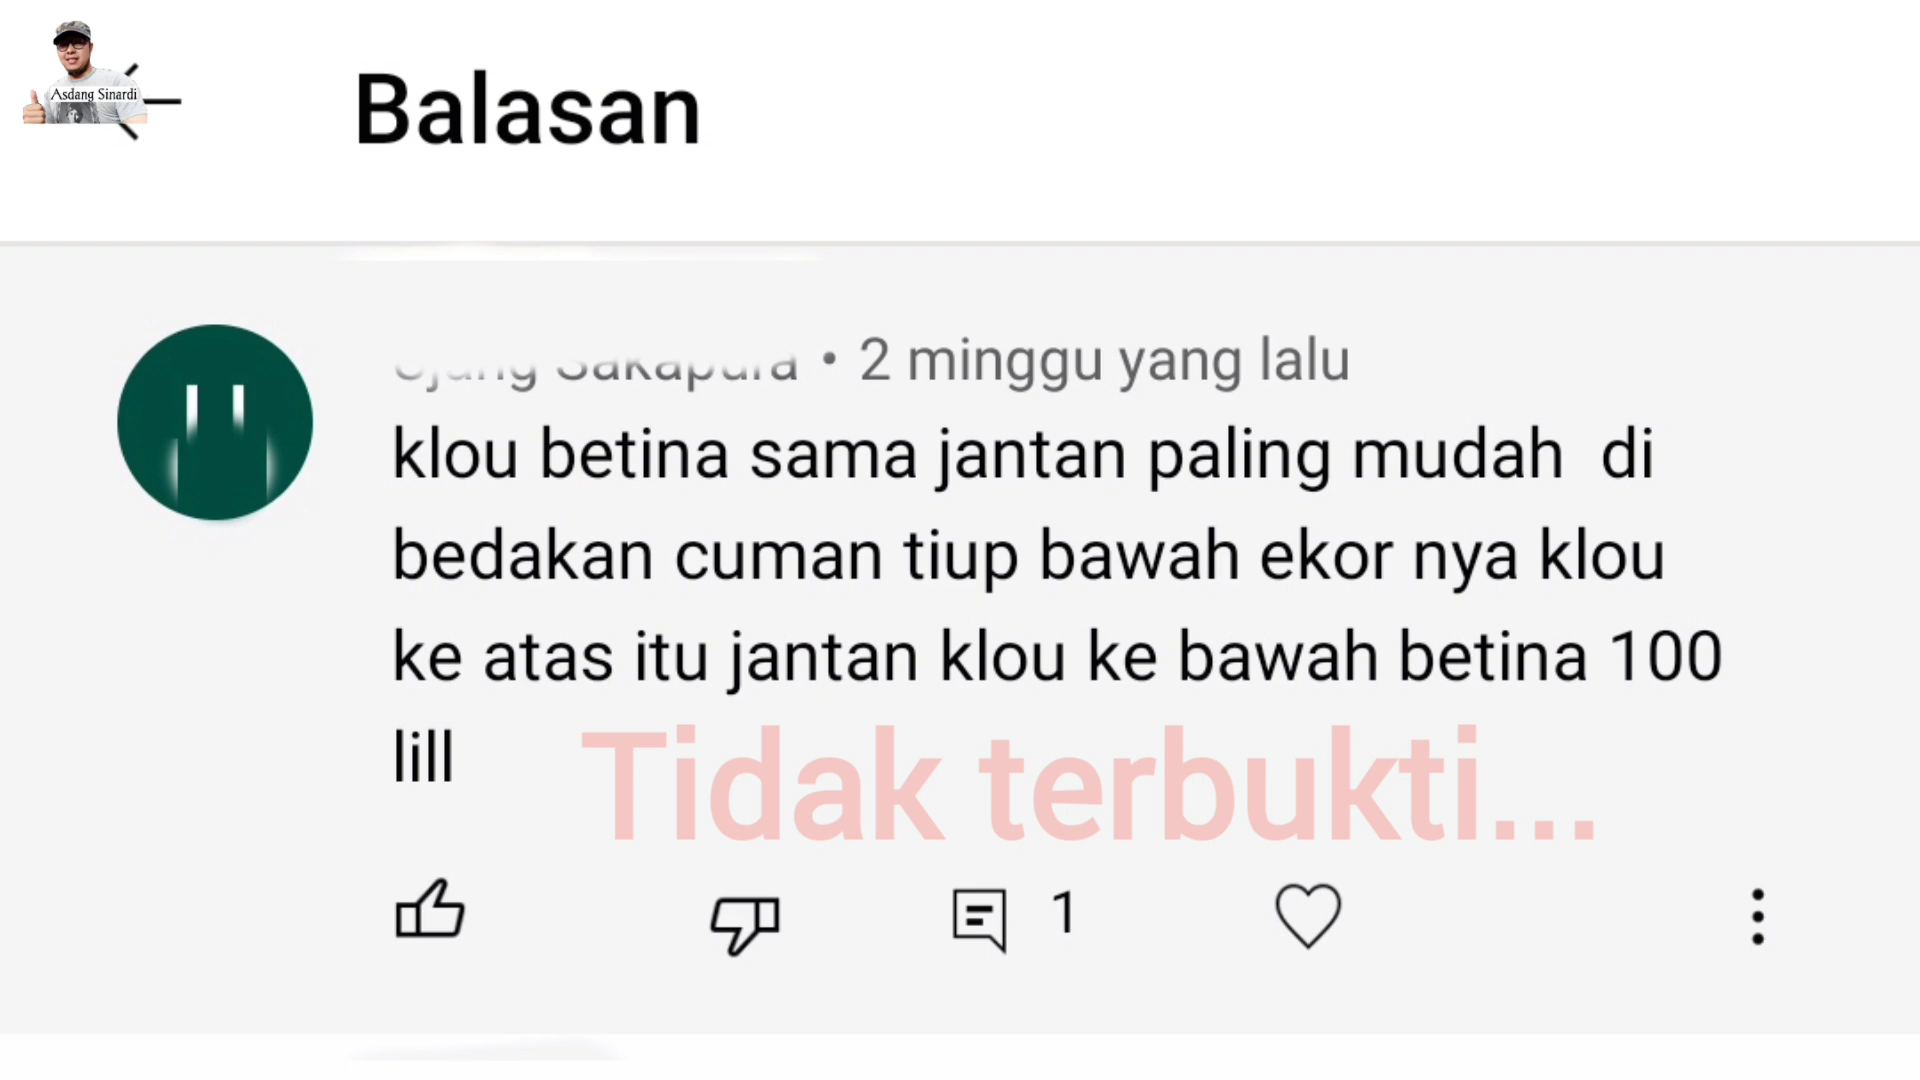 Asdang Sinardi
Balasan
• 2 minggu yang lalu
klou betina sama jantan paling mudah di
bedakan cuman tiup bawah ekor nya klou
ke atas itu jantan klou ke bawah betina 100
lill
Tidak terbukti...
1